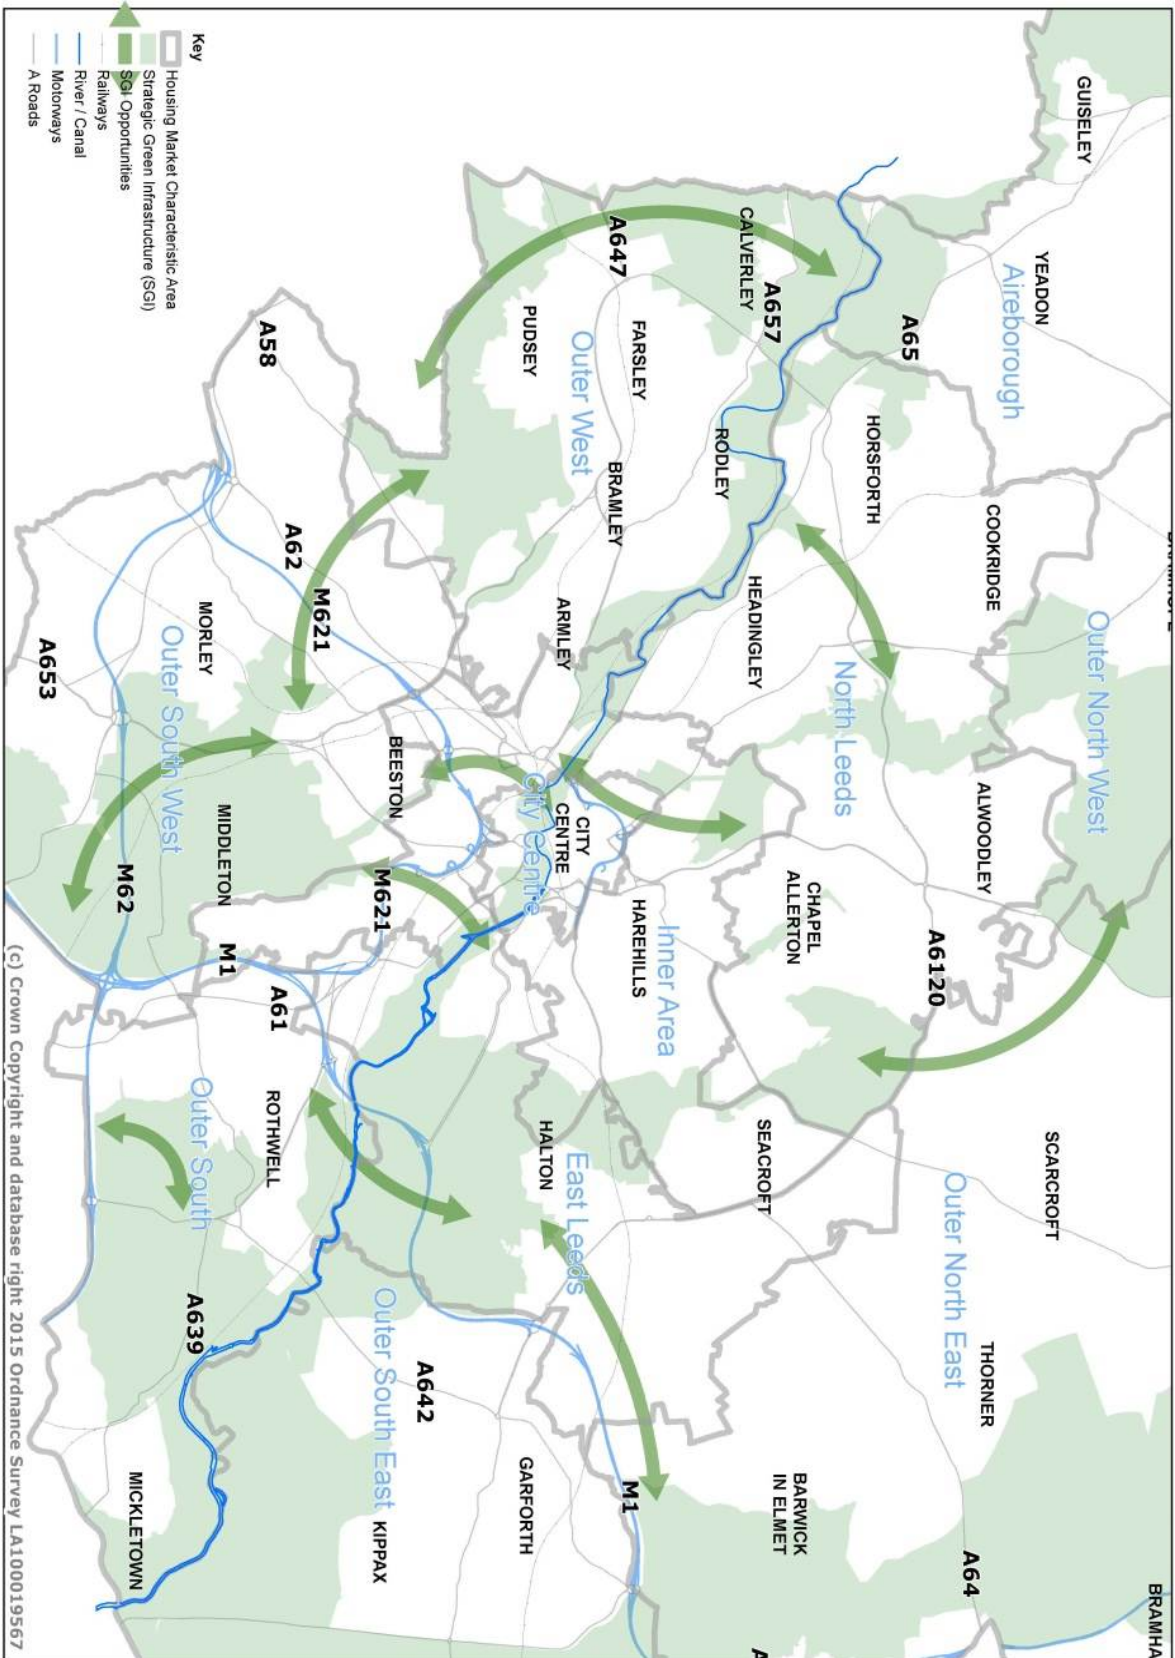 GUISELEY
YEADON
Aireborough
A65
HORSFORTH
COOKRIDGE
Outer North West
ALWOODLEY
North Leeds
HEADINGLEY
CHAPEL
ALLERTON
A6120
SCARCROFT
Outer North East
THORNER
A64
BRAMHA
BARWICK
IN ELMET
SEACROFT
Inner Area
HAREHILLS
CITY
CENTRE
City Centre
CALVERLEY
A657
A647
FARSLEY
PUDSEY
Outer West
RODLEY
BRAMLEY
ARMLEY
HALTON
East Leeds
M1
GARFORTH
A642
KIPPAX
Outer South East
A58
A62
M621
BEESTON
MORLEY
Outer South West
A653
MIDDLETON
M621
M62
M1
A61
ROTHWELL
Outer South
A639
MICKLETOWN
Key
Housing Market Characteristic Area
Strategic Green Infrastructure (SGI)
SGI Opportunities
Railways
River / Canal
Motorways
A Roads
(c) Crown Copyright and database right 2015 Ordnance Survey LA100019567